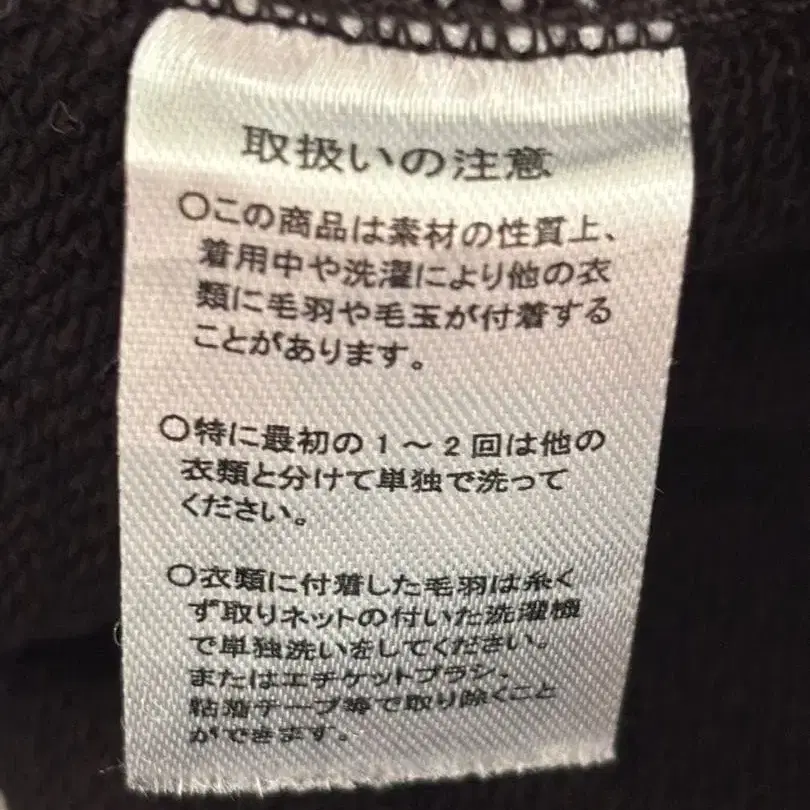 取扱いの注意
○この商品は素材の性質上、
着用中や洗濯により他の衣
類に毛羽や毛玉が付着する
ことがあります。
○特に最初の1〜2回は他の
衣類と分けて単独で洗って
ください。
○衣類に付着した毛羽は糸く
ず取りネットの付いた洗濯機
で単独洗いをしてください。
またはエチケットブラシ、
粘着テープ等で取り除くこと
ができます。